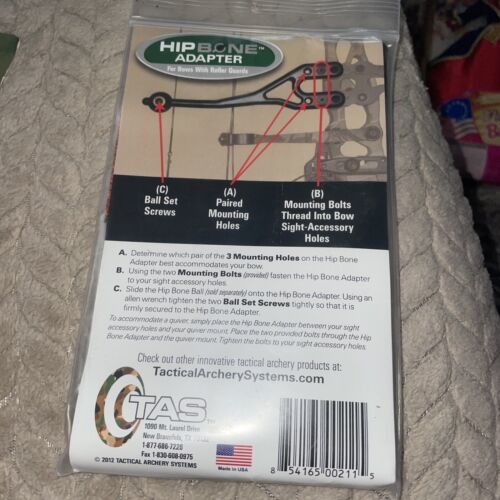 HIPBONE™
ADAPTER
For Bows With Roller Guards
(C)
Ball Set
Screws
(A)
Paired
Mounting
Holes
(B)
Mounting Bolts
Thread Into Bow
Sight-Accessory
Holes
A. Determine which pair of the 3 Mounting Holes on the Hip Bone
Adapter best accommodates your bow.
B. Using the two Mounting Bolts (provided) fasten the Hip Bone Adapter
to your sight accessory holes.
C. Slide the Hip Bone Ball (sold separately) onto the Hip Bone Adapter. Using an
allen wrench tighten the two Ball Set Screws tightly so that it is
firmly secured to the Hip Bone Adapter.
To accommodate a quiver, simply place the Hip Bone Adapter between your sight
accessory holes and your quiver mount. Place the two provided bolts through the Hip
Bone Adapter and the quiver mount. Tighten the bolts to your sight accessory holes.
Check out other innovative tactical archery products at:
TacticalArcherySystems.com
TAS™
1090 Mt. Laurel Drive
New Braunfels, TX
1-877-686-7228
Fax 1-830-608-0975
© 2012 TACTICAL ARCHERY SYSTEMS
Made in USA
8 54165 00211 5